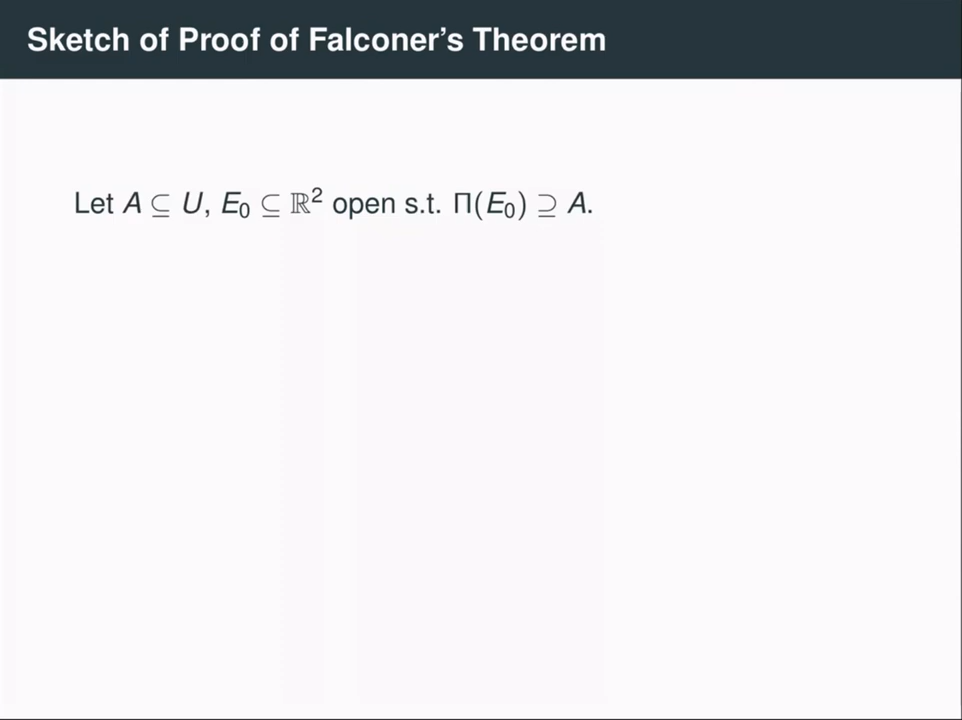 Sketch of Proof of Falconer's Theorem
Let A ⊆ U, E₀ ⊆ ℝ² open s.t. Π(E₀) ⊇ A.